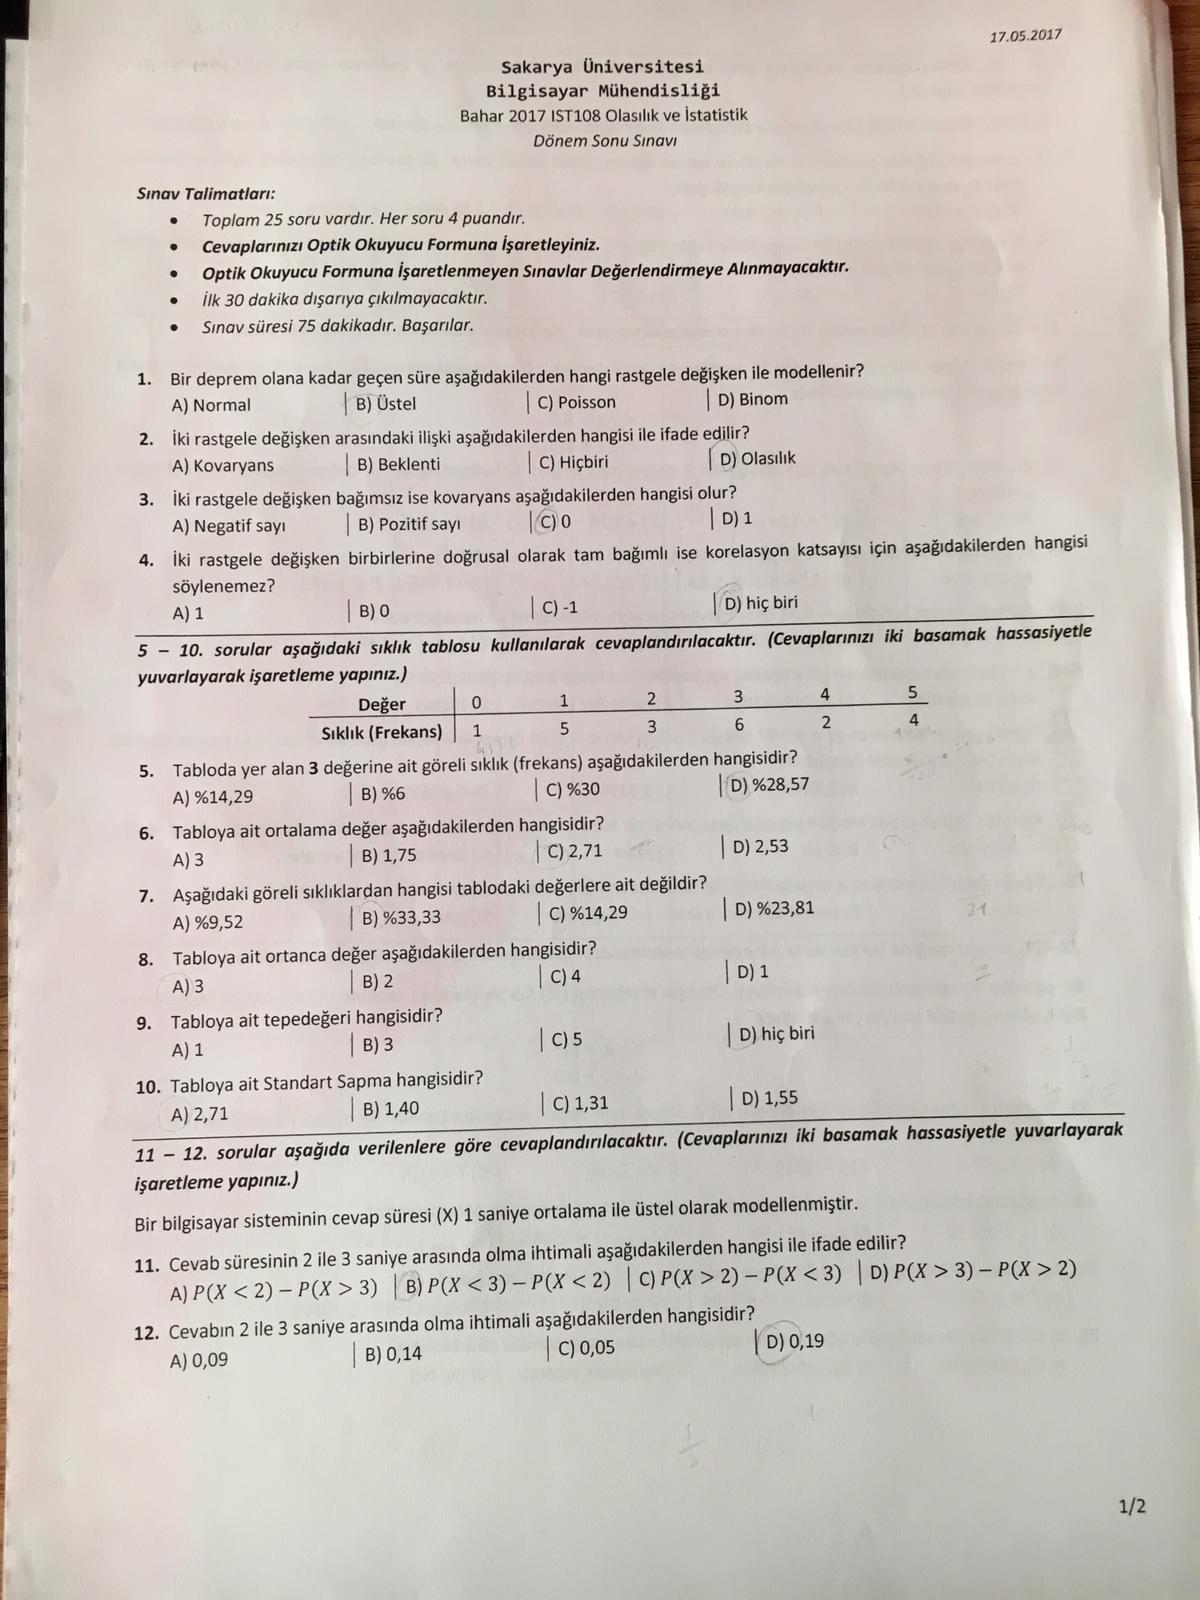 17.05.2017
Sakarya Üniversitesi
Bilgisayar Mühendisliği
Bahar 2017 IST108 Olasılık ve İstatistik
Dönem Sonu Sınavı
Sınav Talimatları:
• Toplam 25 soru vardır. Her soru 4 puandır.
• Cevaplarınızı Optik Okuyucu Formuna İşaretleyiniz.
• Optik Okuyucu Formuna İşaretlenmeyen Sınavlar Değerlendirmeye Alınmayacaktır.
• İlk 30 dakika dışarıya çıkılmayacaktır.
• Sınav süresi 75 dakikadır. Başarılar.
1. Bir deprem olana kadar geçen süre aşağıdakilerden hangi rastgele değişken ile modellenir?
A) Normal | B) Üstel | C) Poisson | D) Binom
2. İki rastgele değişken arasındaki ilişki aşağıdakilerden hangisi ile ifade edilir?
A) Kovaryans | B) Beklenti | C) Hiçbiri | D) Olasılık
3. İki rastgele değişken bağımsız ise kovaryans aşağıdakilerden hangisi olur?
A) Negatif sayı | B) Pozitif sayı | C) 0 | D) 1
4. İki rastgele değişken birbirlerine doğrusal olarak tam bağımlı ise korelasyon katsayısı için aşağıdakilerden hangisi
söylenemez?
A) 1 | B) 0 | C) -1 | D) hiç biri
5 – 10. sorular aşağıdaki sıklık tablosu kullanılarak cevaplandırılacaktır. (Cevaplarınızı iki basamak hassasiyetle
yuvarlayarak işaretleme yapınız.)
Değer 0 1 2 3 4 5
Sıklık (Frekans) 1 5 3 6 2 4
5. Tabloda yer alan 3 değerine ait göreli sıklık (frekans) aşağıdakilerden hangisidir?
A) %14,29 | B) %6 | C) %30 | D) %28,57
6. Tabloya ait ortalama değer aşağıdakilerden hangisidir?
A) 3 | B) 1,75 | C) 2,71 | D) 2,53
7. Aşağıdaki göreli sıklıklardan hangisi tablodaki değerlere ait değildir?
A) %9,52 | B) %33,33 | C) %14,29 | D) %23,81
21
8. Tabloya ait ortanca değer aşağıdakilerden hangisidir?
A) 3 | B) 2 | C) 4 | D) 1
9. Tabloya ait tepedeğeri hangisidir?
A) 1 | B) 3 | C) 5 | D) hiç biri
10. Tabloya ait Standart Sapma hangisidir?
A) 2,71 | B) 1,40 | C) 1,31 | D) 1,55
11 – 12. sorular aşağıda verilenlere göre cevaplandırılacaktır. (Cevaplarınızı iki basamak hassasiyetle yuvarlayarak
işaretleme yapınız.)
Bir bilgisayar sisteminin cevap süresi (X) 1 saniye ortalama ile üstel olarak modellenmiştir.
11. Cevab süresinin 2 ile 3 saniye arasında olma ihtimali aşağıdakilerden hangisi ile ifade edilir?
A) P(X < 2) – P(X > 3) | B) P(X < 3) – P(X < 2) | C) P(X > 2) – P(X < 3) | D) P(X > 3) – P(X > 2)
12. Cevabın 2 ile 3 saniye arasında olma ihtimali aşağıdakilerden hangisidir?
A) 0,09 | B) 0,14 | C) 0,05 | D) 0,19
1/2